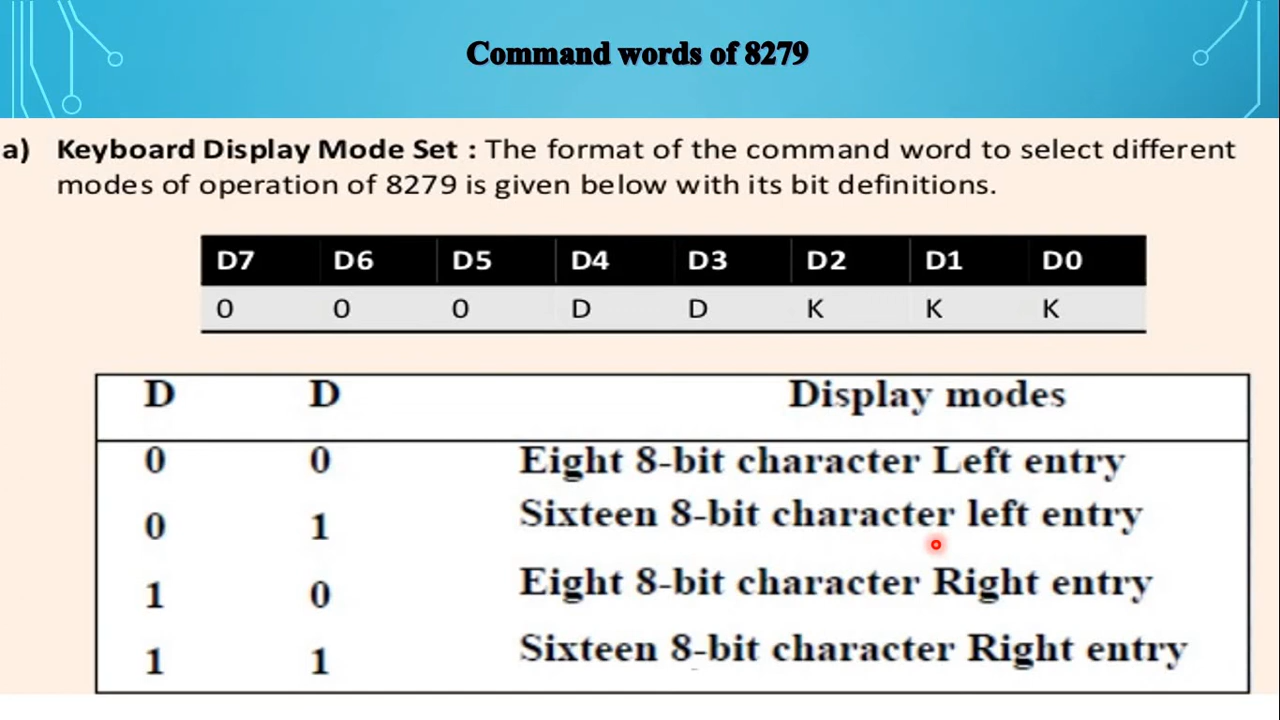 Command words of 8279
a) Keyboard Display Mode Set : The format of the command word to select different
modes of operation of 8279 is given below with its bit definitions.
D7 D6 D5 D4 D3 D2 D1 D0
0 0 0 D D K K K
D D Display modes
0 0 Eight 8-bit character Left entry
0 1 Sixteen 8-bit character left entry
1 0 Eight 8-bit character Right entry
1 1 Sixteen 8-bit character Right entry